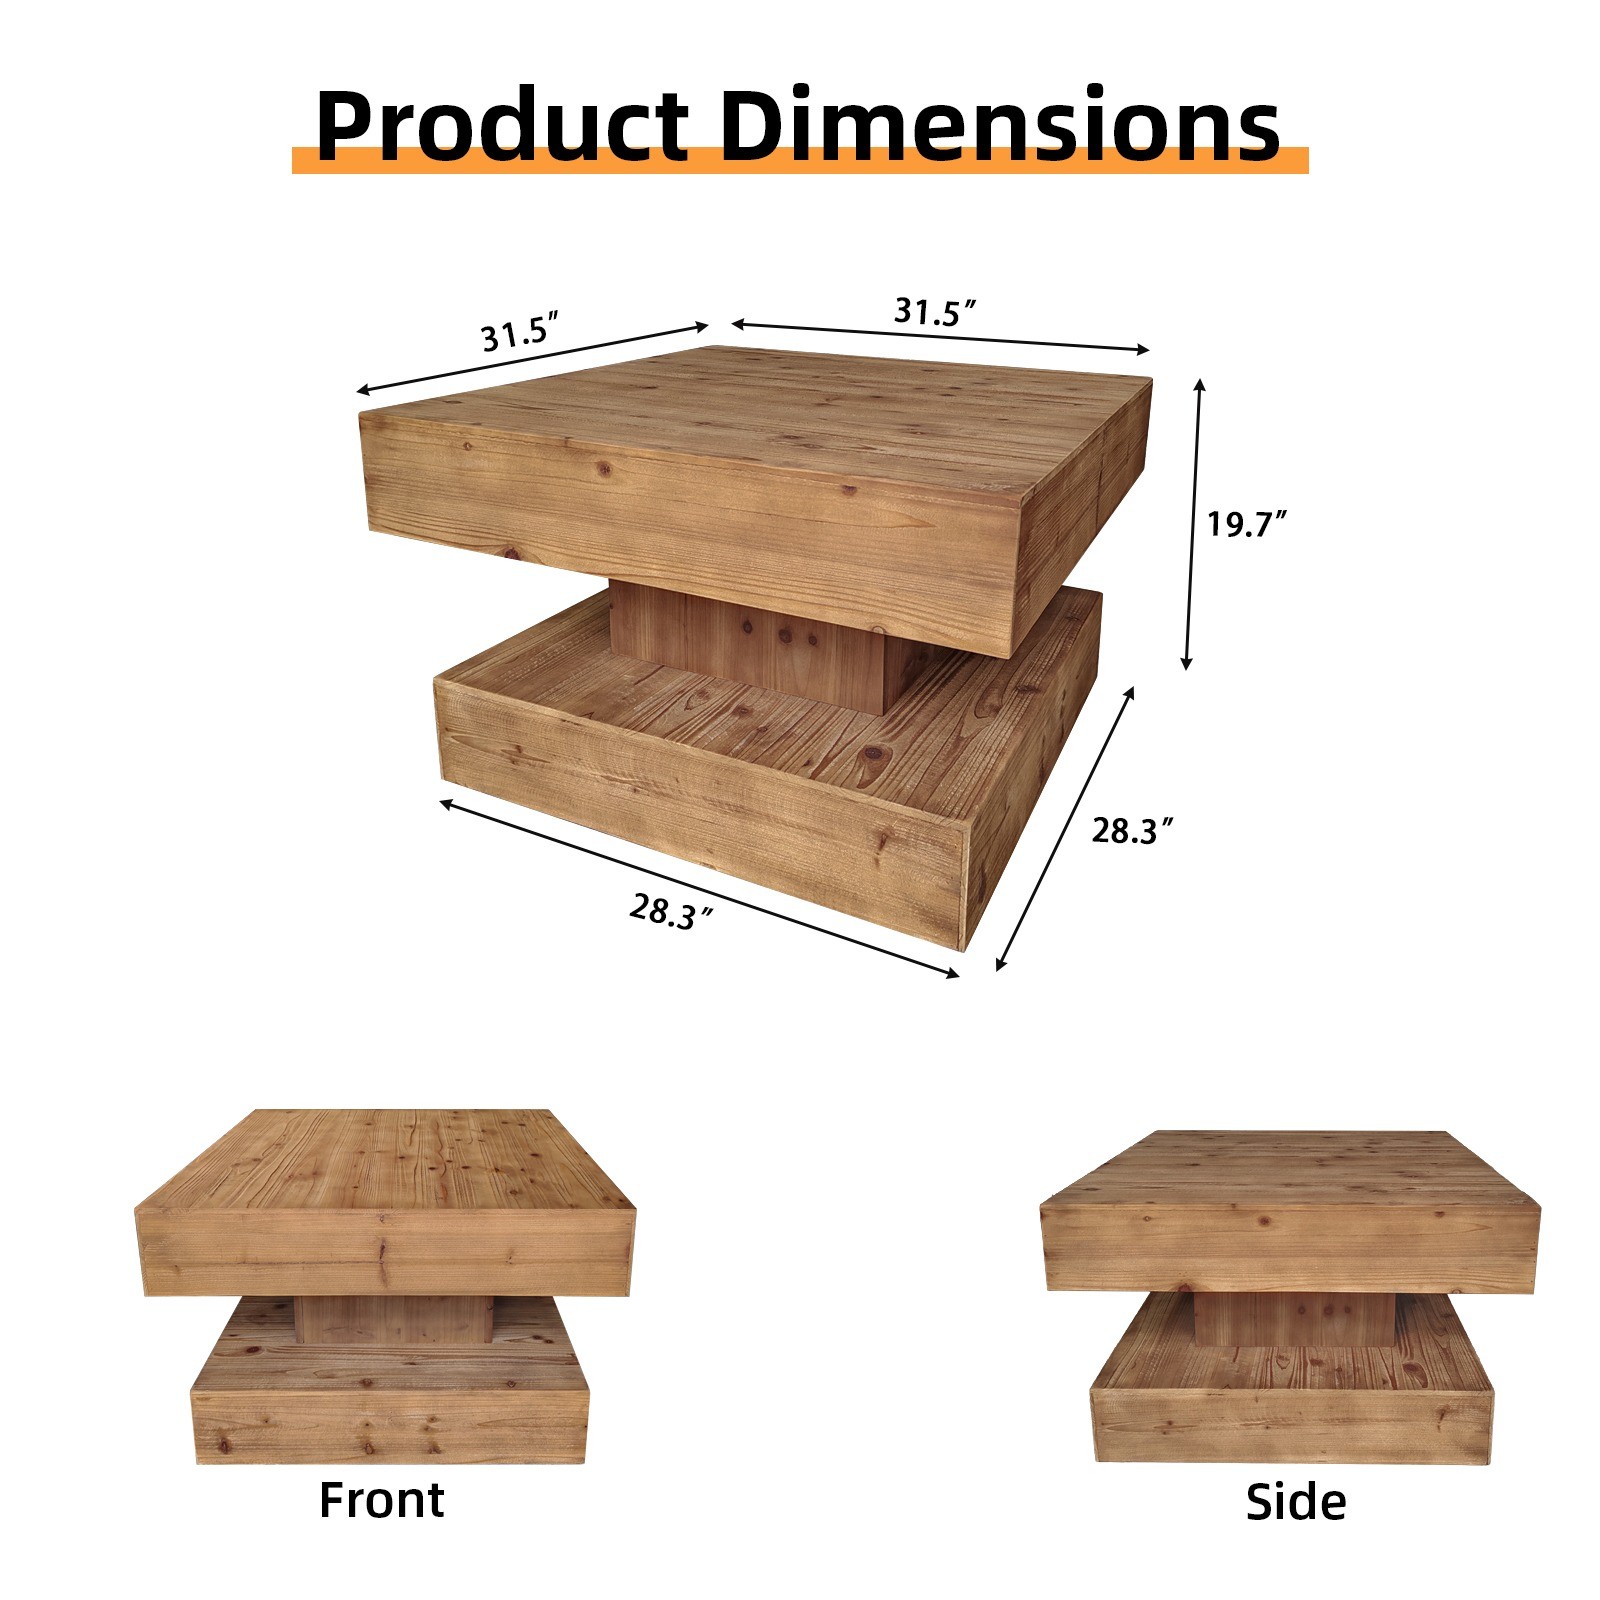 Product Dimensions
31.5″
31.5″
19.7″
28.3″
28.3″
Front
Side